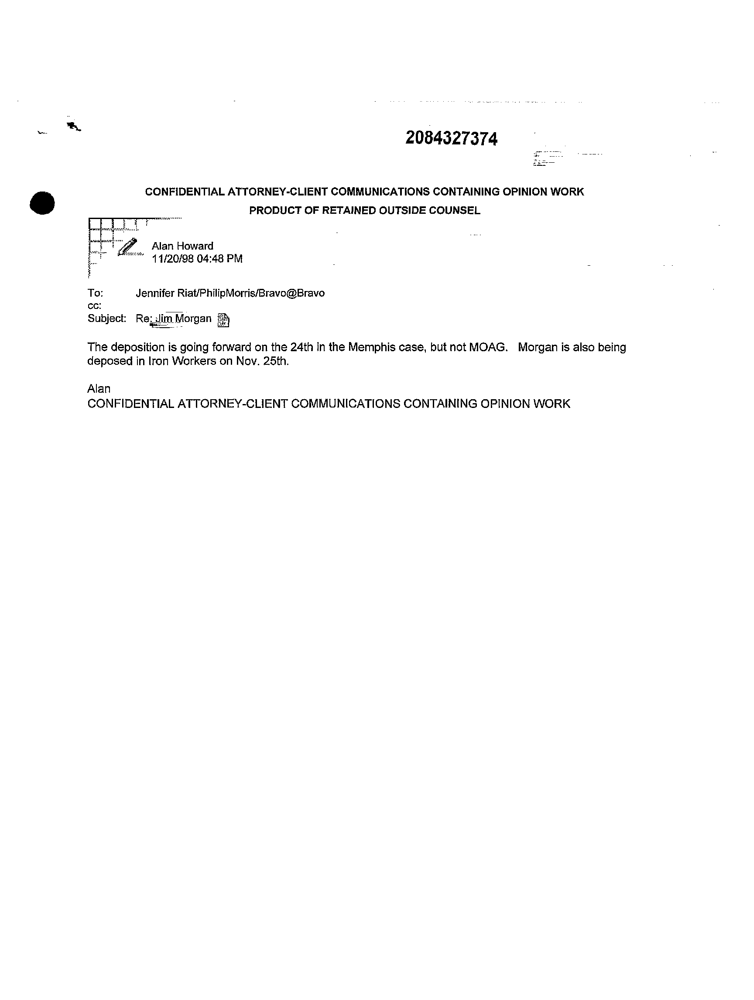 2084327374
CONFIDENTIAL ATTORNEY-CLIENT COMMUNICATIONS CONTAINING OPINION WORK
PRODUCT OF RETAINED OUTSIDE COUNSEL
Alan Howard
11/20/98 04:48 PM
To: Jennifer Riat/PhilipMorris/Bravo@Bravo
cc:
Subject: Re: Jim Morgan
The deposition is going forward on the 24th in the Memphis case, but not MOAG. Morgan is also being
deposed in Iron Workers on Nov. 25th.
Alan
CONFIDENTIAL ATTORNEY-CLIENT COMMUNICATIONS CONTAINING OPINION WORK